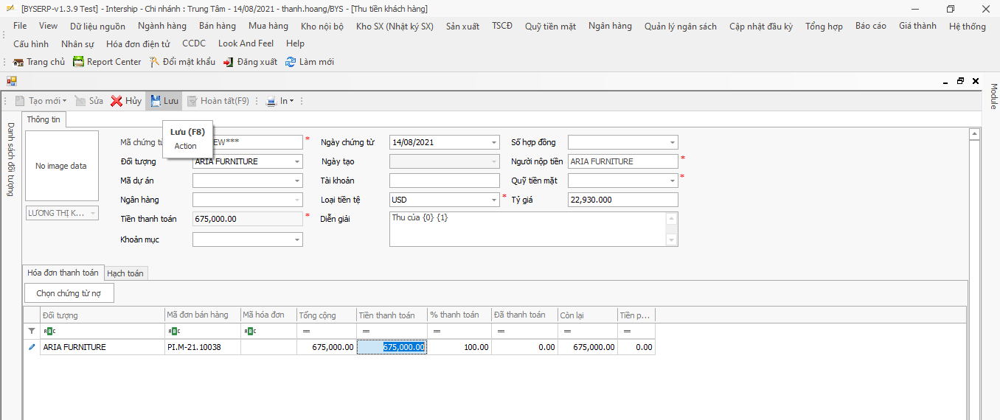 [BYSERP-v1.3.9 Test] - Intership - Chi nhánh : Trung Tâm - 14/08/2021 - thanh.hoang/BYS - [Thu tiền khách hàng]
File View Dữ liệu nguồn Ngành hàng Bán hàng Mua hàng Kho nội bộ Kho SX (Nhật ký SX) Sản xuất TSCĐ Quỹ tiền mặt Ngân hàng Quản lý ngân sách Cập nhật đầu kỳ Tổng hợp Báo cáo Giá thành Hệ thống
Cấu hình Nhân sự Hóa đơn điện tử CCDC Look And Feel Help
Trang chủ Report Center Đổi mật khẩu Đăng xuất Làm mới
Module
Tạo mới Sửa Hủy Lưu Hoàn tất(F9) In
Danh sách đối tượng
Thông tin
Lưu (F8)
Action
No image data
LƯƠNG THỊ K...
Mã chứng từ EW*** * Ngày chứng từ 14/08/2021 Số hợp đồng
Đối tượng ARIA FURNITURE Ngày tạo Người nộp tiền ARIA FURNITURE *
Mã dự án Tài khoản Quỹ tiền mặt *
Ngân hàng Loại tiền tệ USD * Tỷ giá 22,930.000
Tiền thanh toán 675,000.00 * Diễn giải Thu của {0} {1}
Khoản mục
Hóa đơn thanh toán Hạch toán
Chọn chứng từ nợ
Đối tượng Mã đơn bán hàng Mã hóa đơn Tổng cộng Tiền thanh toán % thanh toán Đã thanh toán Còn lại Tiền p...
ABC ABC ABC = = = = = =
ARIA FURNITURE PI.M-21.10038 675,000.00 675,000.00 100.00 0.00 675,000.00 0.00